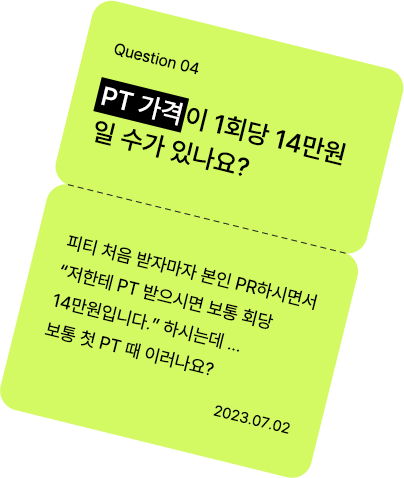 Question 04
PT 가격이 1회당 14만원
일 수가 있나요?
피티 처음 받자마자 본인 PR하시면서
“저한테 PT 받으시면 보통 회당
14만원입니다.” 하시는데 ...
보통 첫 PT 때 이러나요?
2023.07.02